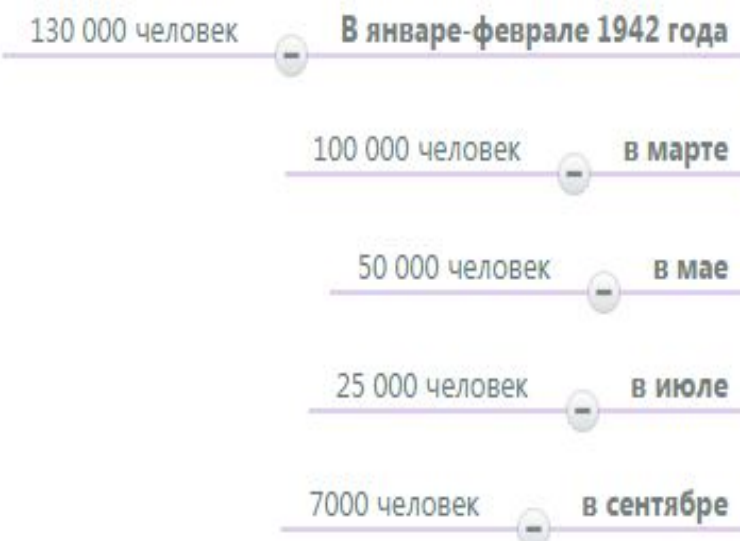 130 000 человек В январе-феврале 1942 года
100 000 человек в марте
50 000 человек в мае
25 000 человек в июле
7000 человек в сентябре